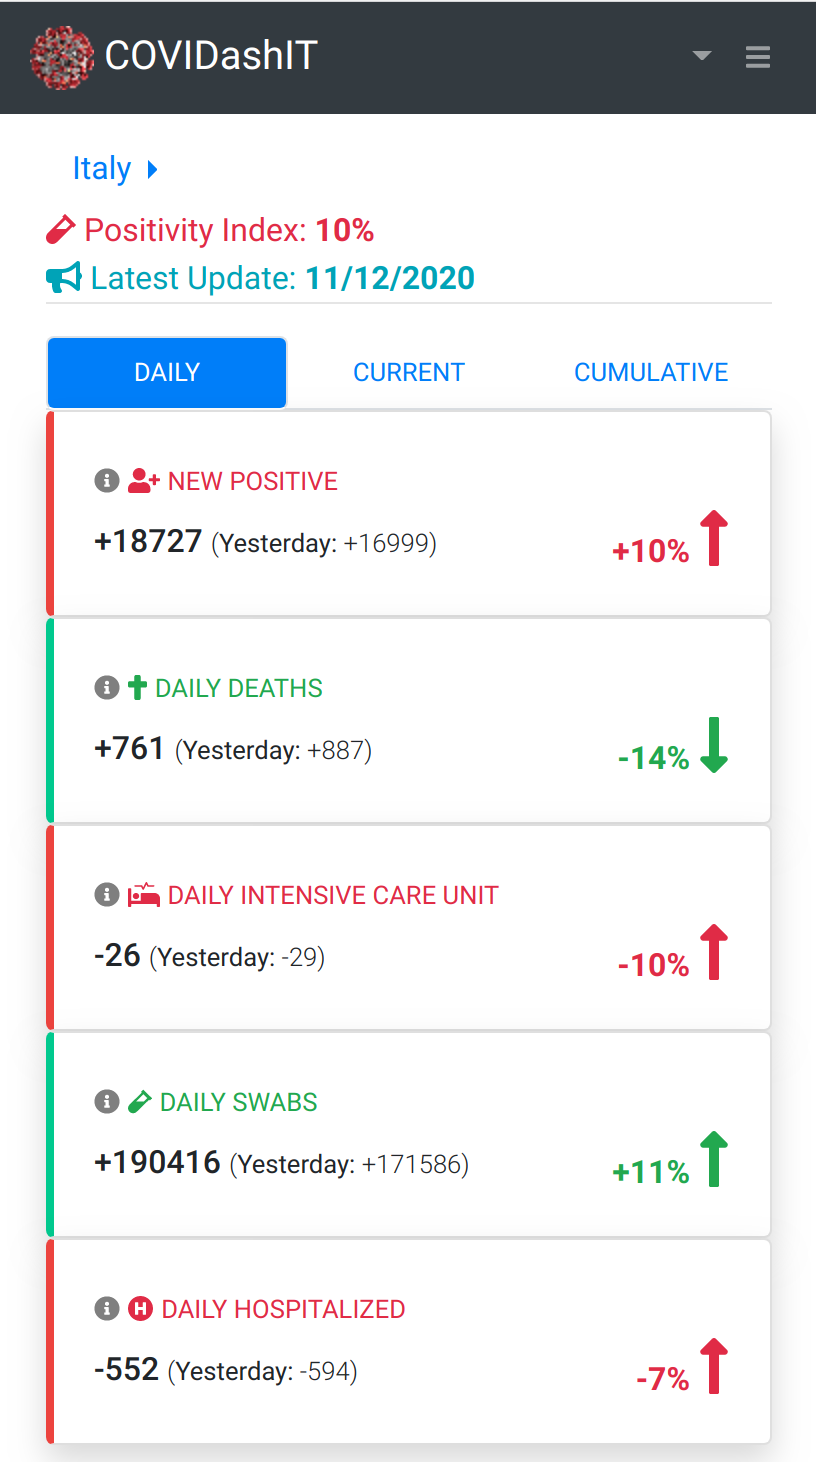 COVIDashIT
Italy
Positivity Index: 10%
Latest Update: 11/12/2020
DAILY CURRENT CUMULATIVE
NEW POSITIVE
+18727 (Yesterday: +16999)
+10%
DAILY DEATHS
+761 (Yesterday: +887)
-14%
DAILY INTENSIVE CARE UNIT
-26 (Yesterday: -29)
-10%
DAILY SWABS
+190416 (Yesterday: +171586)
+11%
H DAILY HOSPITALIZED
-552 (Yesterday: -594)
-7%